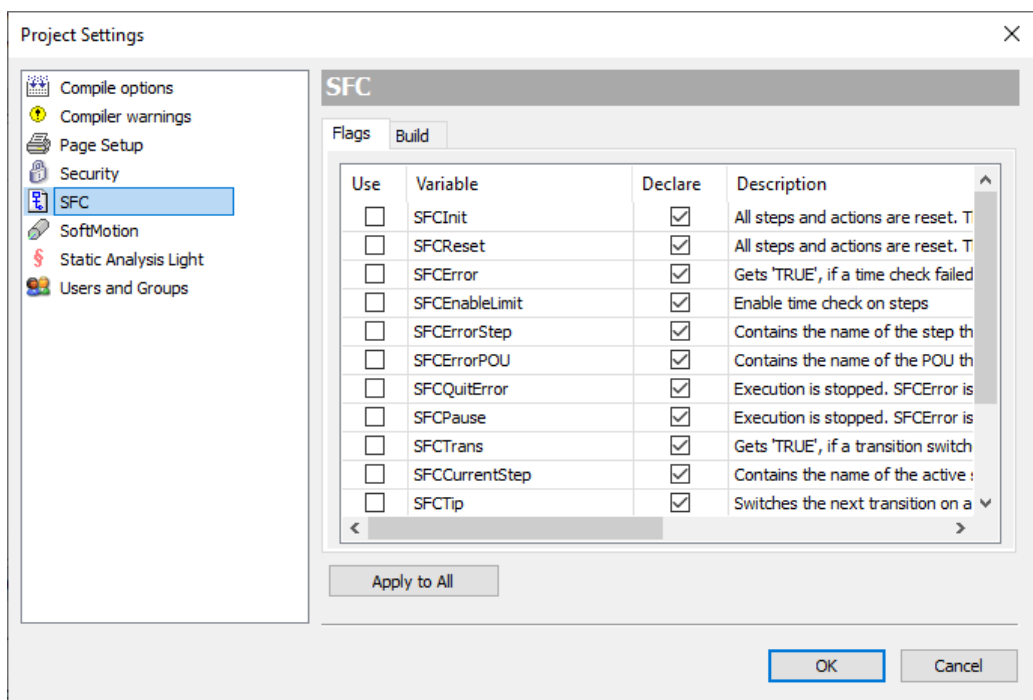 Project Settings
Compile options
Compiler warnings
Page Setup
Security
SFC
SoftMotion
§ Static Analysis Light
Users and Groups
SFC
Flags Build
Use Variable Declare Description
SFCInit All steps and actions are reset. T
SFCReset All steps and actions are reset. T
SFCError Gets 'TRUE', if a time check failed
SFCEnableLimit Enable time check on steps
SFCErrorStep Contains the name of the step th
SFCErrorPOU Contains the name of the POU th
SFCQuitError Execution is stopped. SFCError is
SFCPause Execution is stopped. SFCError is
SFCTrans Gets 'TRUE', if a transition switch
SFCCurrentStep Contains the name of the active
SFCTip Switches the next transition on a
Apply to All
OK Cancel